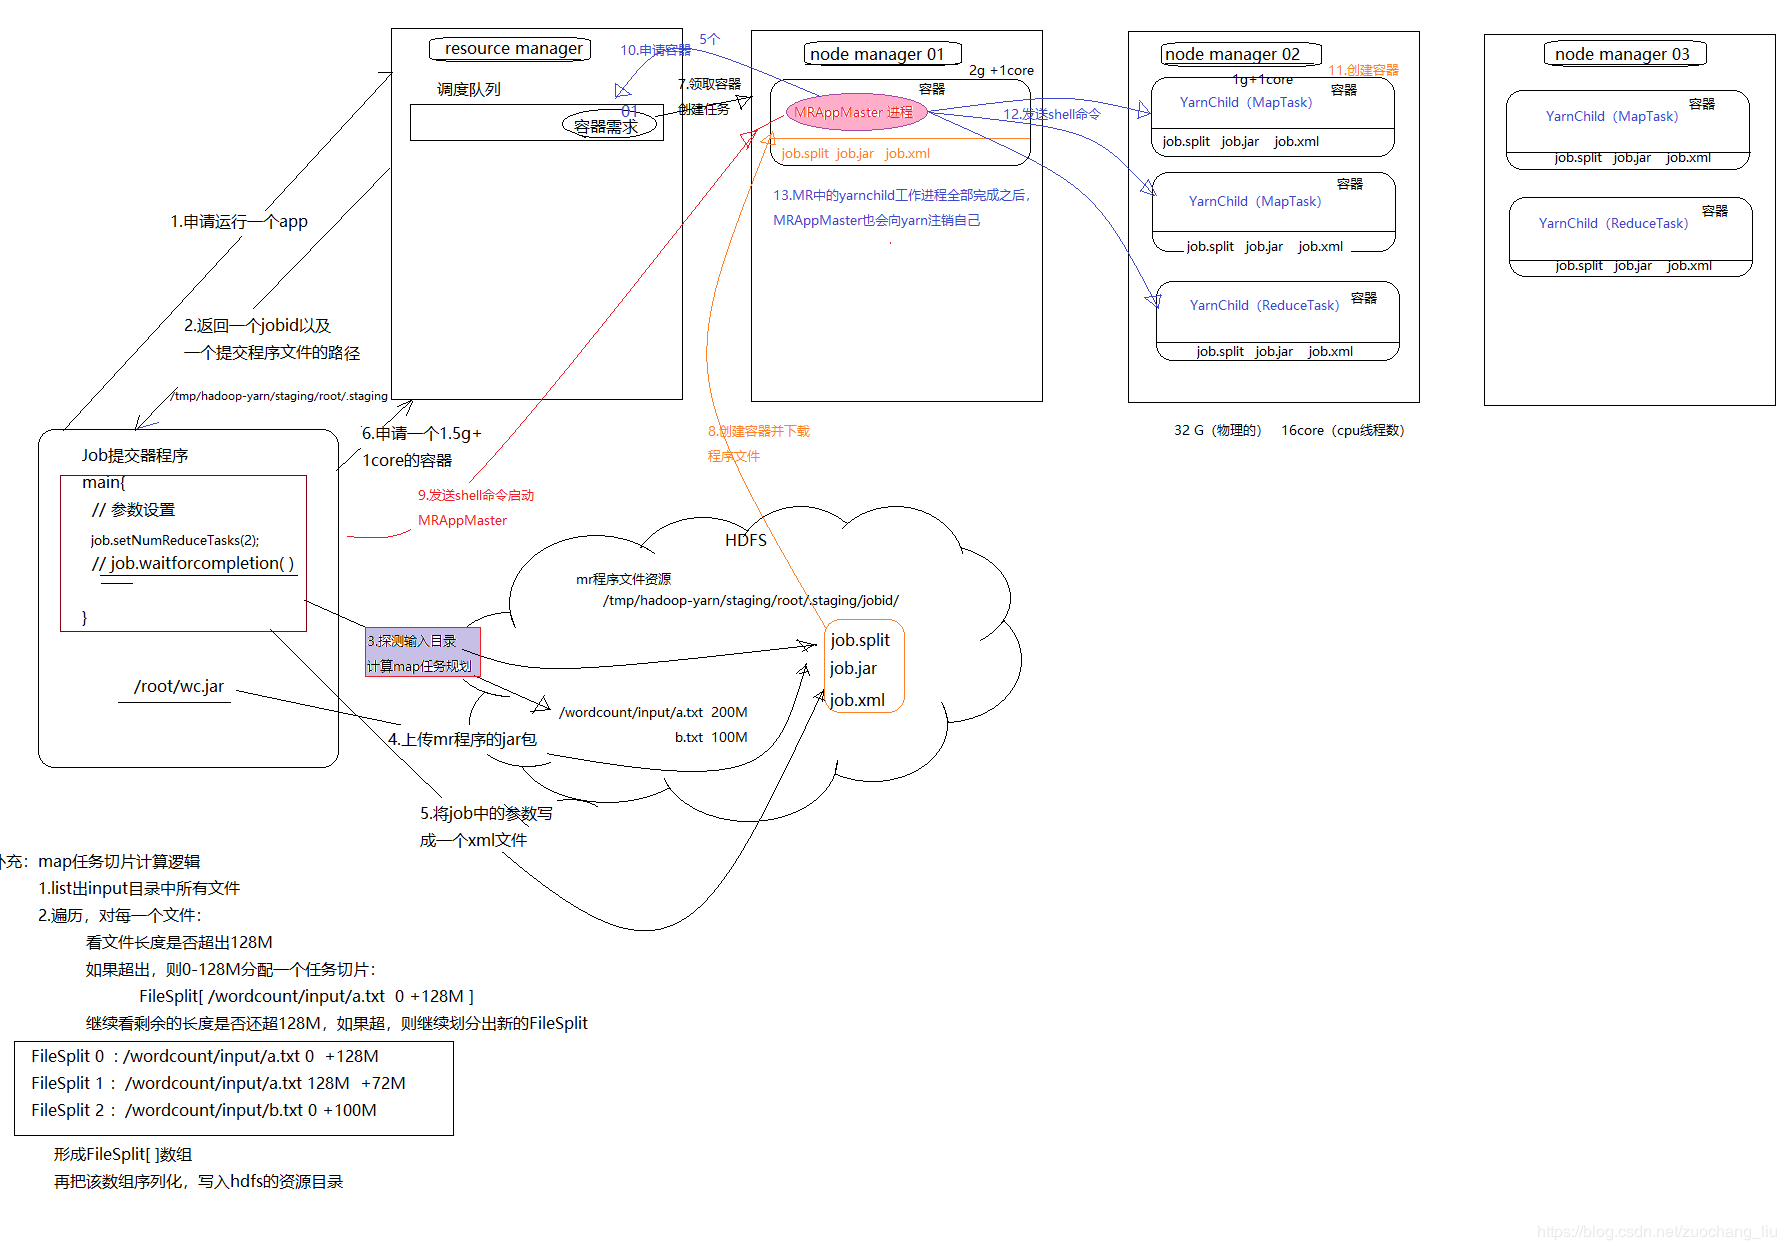 resource manager
调度队列
01
容器需求
10.申请容器
5个
7.领取容器
创建任务
node manager 01
2g +1core
容器
MRAppMaster 进程
job.split job.jar job.xml
13.MR中的yarnchild工作进程全部完成之后，
MRAppMaster也会向yarn注销自己
12.发送shell命令
node manager 02
11.创建容器
1g+1core
容器
YarnChild（MapTask）
job.split job.jar job.xml
容器
YarnChild（MapTask）
job.split job.jar job.xml
容器
YarnChild（ReduceTask）
job.split job.jar job.xml
32 G（物理的） 16core（cpu线程数）
node manager 03
容器
YarnChild（MapTask）
job.split job.jar job.xml
容器
YarnChild（ReduceTask）
job.split job.jar job.xml
1.申请运行一个app
2.返回一个jobid以及
一个提交程序文件的路径
/tmp/hadoop-yarn/staging/root/.staging
6.申请一个1.5g+
1core的容器
8.创建容器并下载
程序文件
9.发送shell命令启动
MRAppMaster
Job提交器程序
main{
// 参数设置
job.setNumReduceTasks(2);
// job.waitforcompletion( )
}
/root/wc.jar
HDFS
mr程序文件资源
/tmp/hadoop-yarn/staging/root/.staging/jobid/
3.探测输入目录
计算map任务规划
job.split
job.jar
job.xml
/wordcount/input/a.txt 200M
b.txt 100M
4.上传mr程序的jar包
5.将job中的参数写
成一个xml文件
补充：map任务切片计算逻辑
1.list出input目录中所有文件
2.遍历，对每一个文件：
看文件长度是否超出128M
如果超出，则0-128M分配一个任务切片：
FileSplit[ /wordcount/input/a.txt 0 +128M ]
继续看剩余的长度是否还超128M，如果超，则继续划分出新的FileSplit
FileSplit 0 : /wordcount/input/a.txt 0 +128M
FileSplit 1 : /wordcount/input/a.txt 128M +72M
FileSplit 2 : /wordcount/input/b.txt 0 +100M
形成FileSplit[ ]数组
再把该数组序列化，写入hdfs的资源目录
https://blog.csdn.net/zuochang_liu